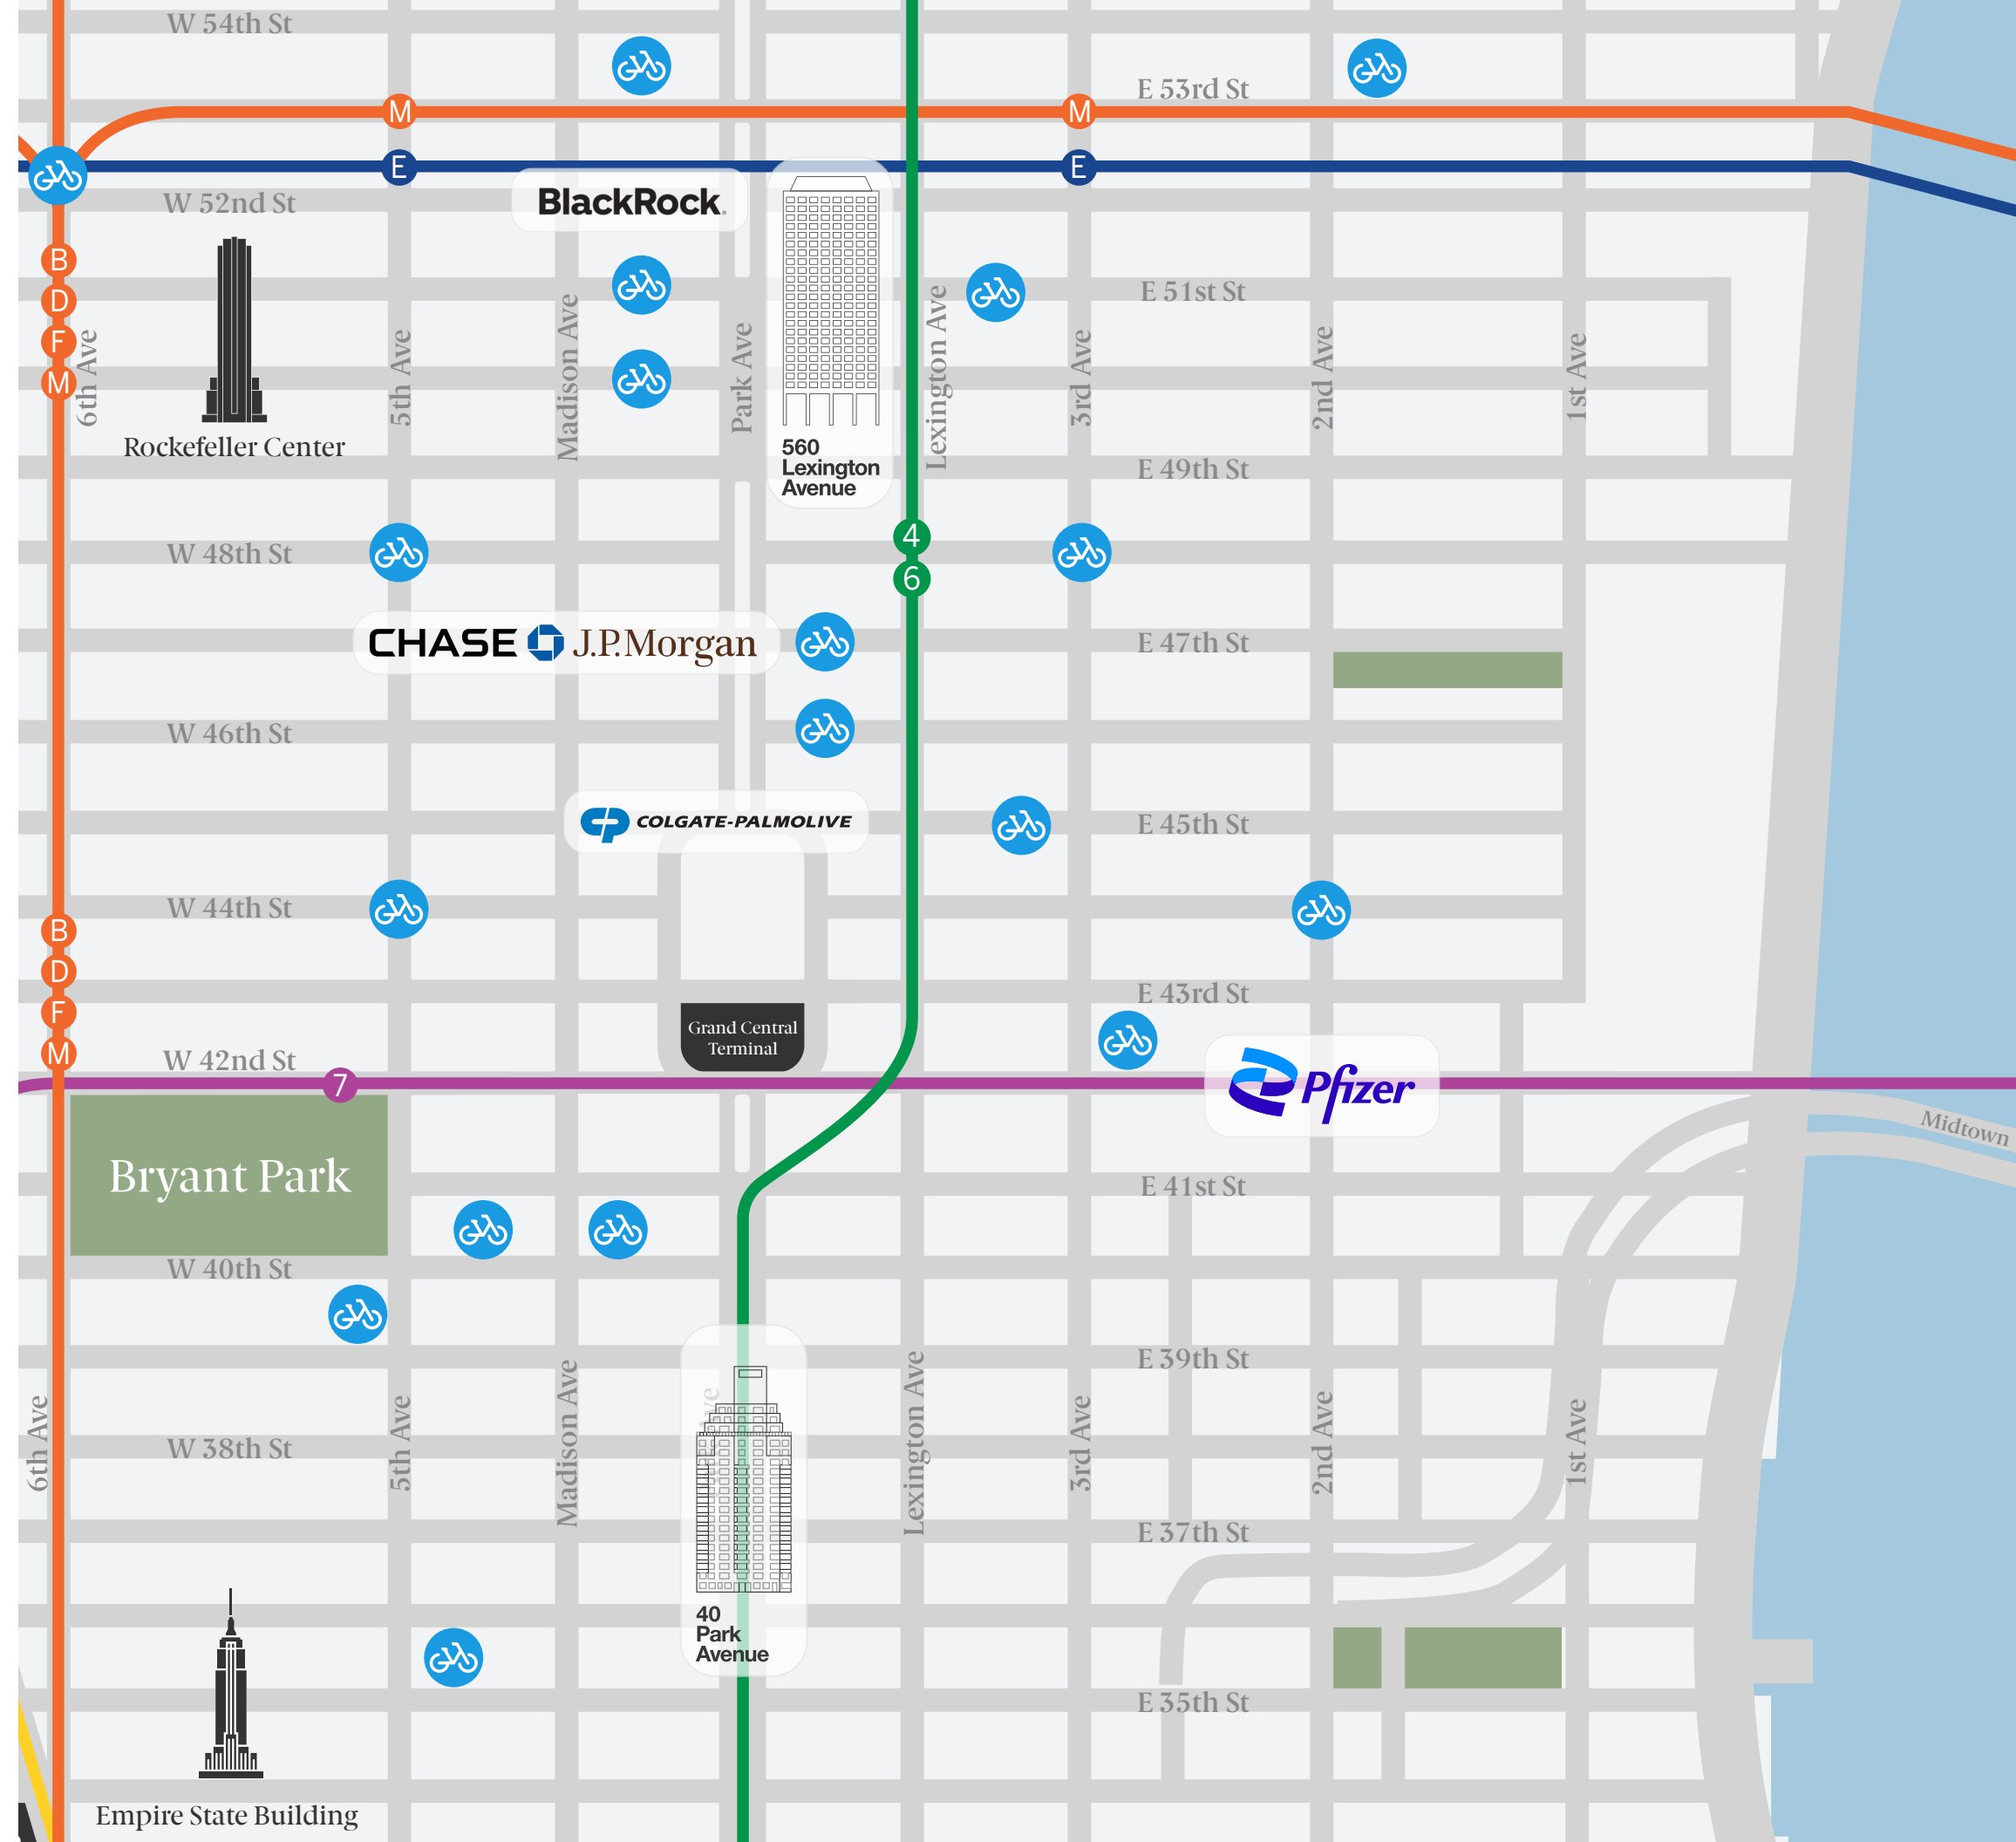 W 54th St
E 53rd St
M
M
E
E
W 52nd St
BlackRock.
B
D
F
M
6th Ave
Rockefeller Center
5th Ave
Madison Ave
Park Ave
560
Lexington
Avenue
Lexington Ave
E 51st St
3rd Ave
2nd Ave
1st Ave
E 49th St
W 48th St
4
6
CHASE J.P.Morgan
E 47th St
W 46th St
COLGATE-PALMOLIVE
E 45th St
W 44th St
B
D
F
M
E 43rd St
Grand Central
Terminal
W 42nd St
7
Pfizer
Midtown
Bryant Park
E 41st St
W 40th St
E 39th St
6th Ave
5th Ave
Madison Ave
Ave
Lexington Ave
3rd Ave
2nd Ave
1st Ave
W 38th St
E 37th St
40
Park
Avenue
E 35th St
Empire State Building